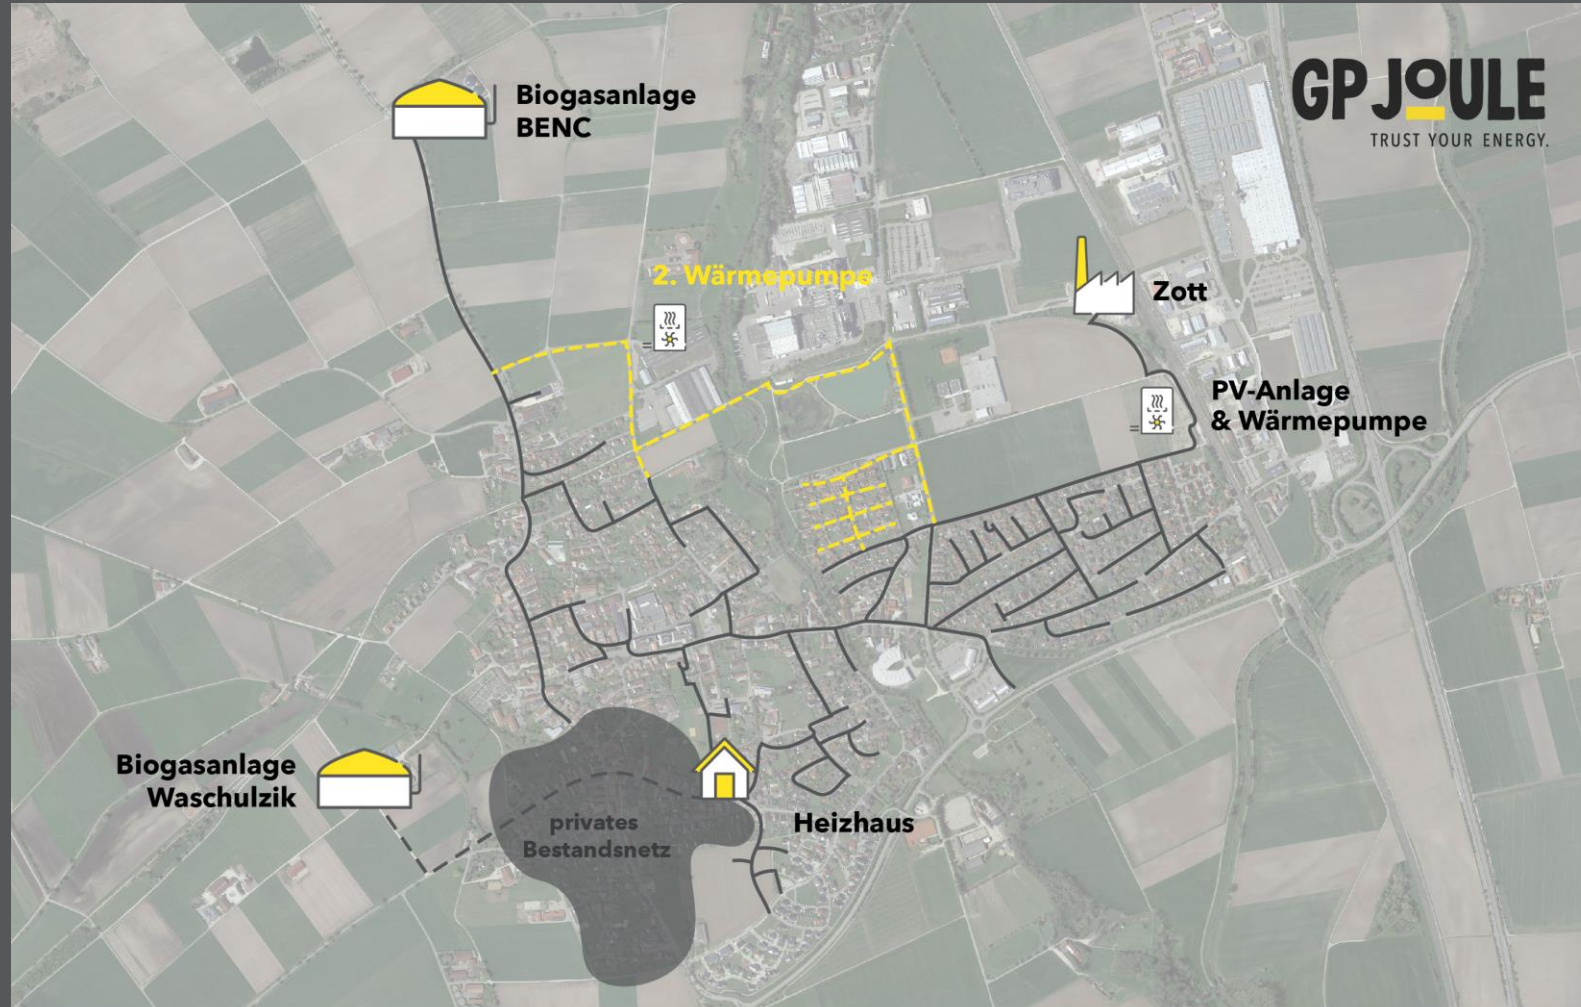 Biogasanlage
BENC
GP JOULE
TRUST YOUR ENERGY.
2. Wärmepumpe
Zott
PV-Anlage
& Wärmepumpe
Biogasanlage
Waschulzik
privates
Bestandsnetz
Heizhaus